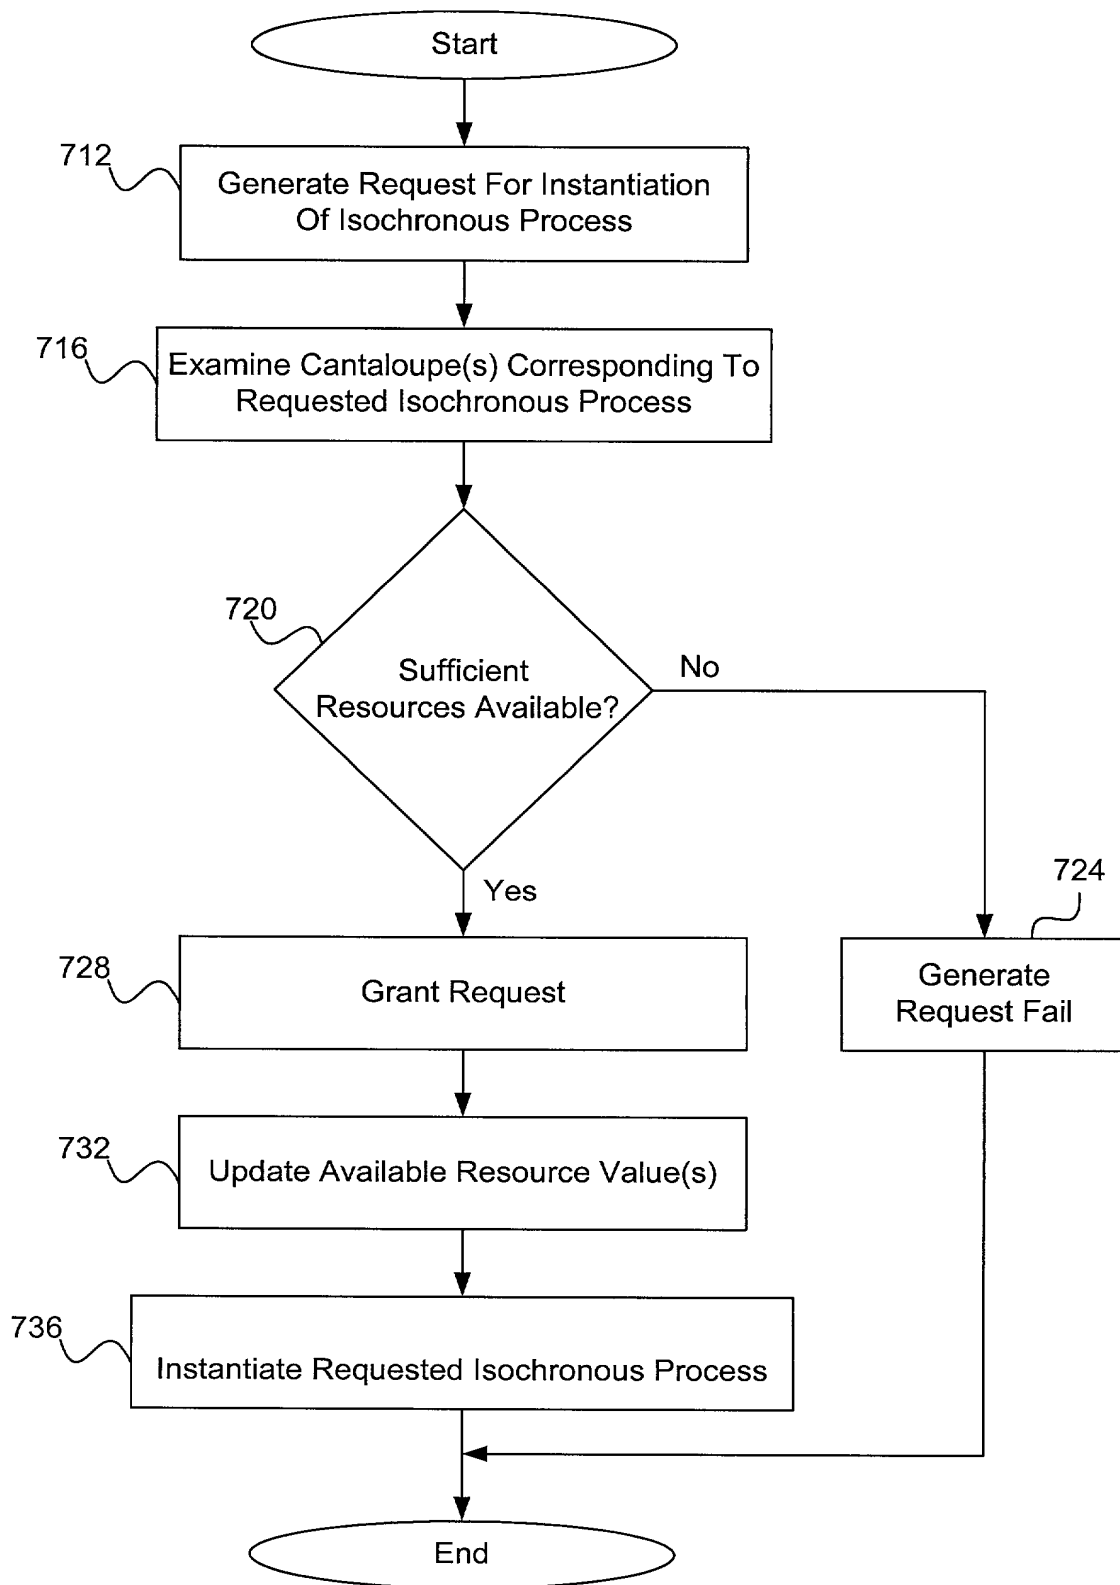 Start
712
Generate Request For Instantiation
Of Isochronous Process
716
Examine Cantaloupe(s) Corresponding To
Requested Isochronous Process
720
Sufficient
Resources Available?
No
Yes
724
728
Grant Request
Generate
Request Fail
732
Update Available Resource Value(s)
736
Instantiate Requested Isochronous Process
End